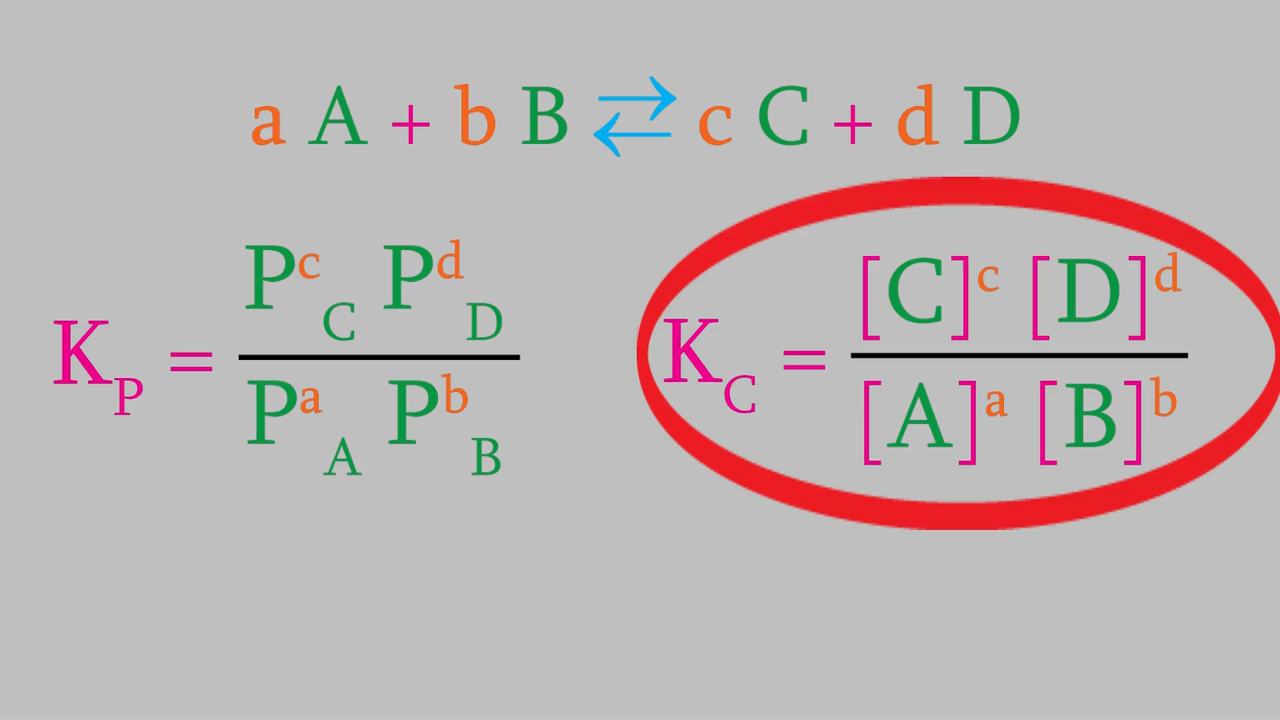 a A + b B ⇄ c C + d D
K_P = P^c_C P^d_D / P^a_A P^b_B
K_C = [C]^c [D]^d / [A]^a [B]^b